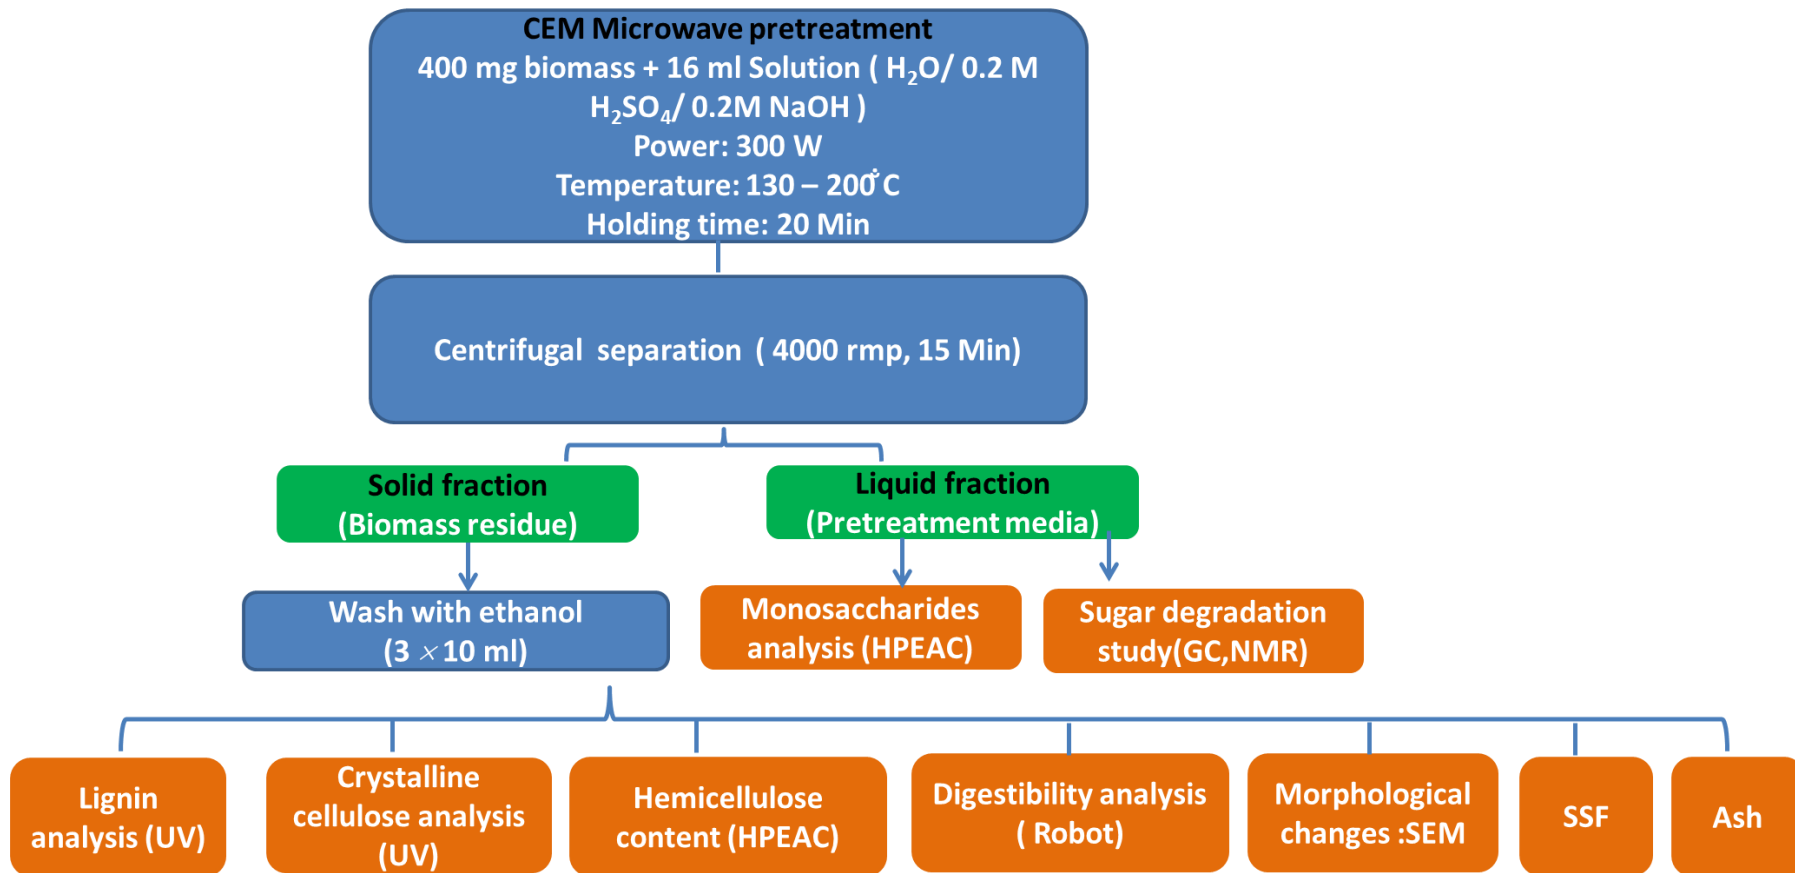 CEM Microwave pretreatment
400 mg biomass + 16 ml Solution ( H₂O/ 0.2 M
H₂SO₄/ 0.2M NaOH )
Power: 300 W
Temperature: 130 – 200°C
Holding time: 20 Min
Centrifugal separation ( 4000 rmp, 15 Min)
Solid fraction
(Biomass residue)
Liquid fraction
(Pretreatment media)
Wash with ethanol
(3 × 10 ml)
Monosaccharides
analysis (HPEAC)
Sugar degradation
study(GC,NMR)
Lignin
analysis (UV)
Crystalline
cellulose analysis
(UV)
Hemicellulose
content (HPEAC)
Digestibility analysis
( Robot)
Morphological
changes :SEM
SSF
Ash